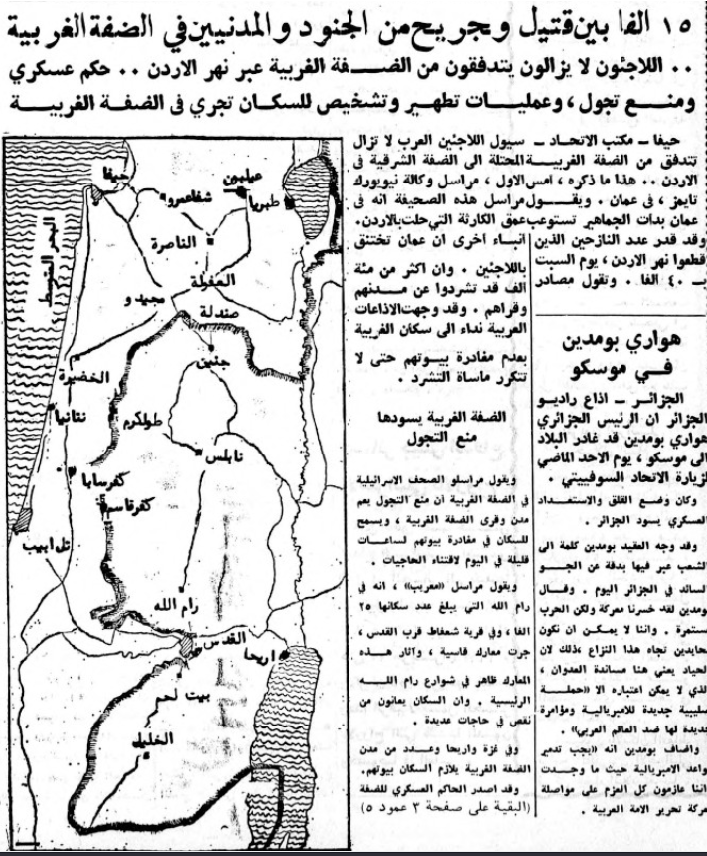 ١٥ الفا بين قتيل وجريح من الجنود والمدنيين في الضفة الغربية
.. اللاجئون لا يزالون يتدفقون من الضفة الغربية عبر نهر الاردن .. حكم عسكري
ومنع تجول ، وعمليات تطهير وتشخيص للسكان تجري فى الضفة الغربية
حيفا – مكتب الاتحاد – سيول اللاجئين العرب لا تزال
تتدفق من الضفة الغربية المحتلة الى الضفة الشرقية فى
الاردن .. هذا ما ذكره ، امس الاول ، مراسل وكالة نيويورك
تايمز ، فى عمان . ويقول مراسل هذه الصحيفة انه فى
عمان بدات الجماهير تستوعب عمق الكارثة التي حلت بالاردن.
وقد قدر عدد النازحين الذين
قطعوا نهر الاردن ، يوم السبت
بـ ٤٠ الفا . وتقول مصادر
انباء اخرى ان عمان تختنق
باللاجئين . وان اكثر من مئة
الف قد تشردوا عن مدنهم
وقراهم . وقد وجهت الاذاعات
العربية نداء الى سكان الغربية
بعدم مغادرة بيوتهم حتى لا
تتكرر ماساة التشرد .
الضفة الغربية يسودها
منع التجول
ويقول مراسلو الصحف الاسرائيلية
في الضفة الغربية ان منع التجول يعم
مدن وقرى الضفة الغربية ، ويسمح
للسكان في مغادرة بيوتهم لساعات
قليلة في اليوم لاقتناء الحاجيات .
ويقول مراسل «معريب» ، انه في
رام الله التي يبلغ عدد سكانها ٢٥
الفا ، وفي قرية شعفاط قرب القدس ،
جرت معارك قاسية ، واثار هذه
المعارك ظاهر في شوارع رام الله
الرئيسية . وان السكان يعانون من
نقص في حاجات عديدة .
وفي غزة واريحا وعدد من مدن
الضفة الغربية يلازم السكان بيوتهم.
وقد اصدر الحاكم العسكري للضفة
(البقية على صفحة ٣ عمود ٥)
هواري بومدين
في موسكو
الجزائر – اذاع راديو
الجزائر ان الرئيس الجزائري
هواري بومدين قد غادر البلاد
الى موسكو ، يوم الاحد الماضي
لزيارة الاتحاد السوفييتي .
وكان وضع القلق والاستعداد
العسكري يسود الجزائر .
وقد وجه العقيد بومدين كلمة الى
الشعب عبر فيها بدقة عن الجو
السائد في الجزائر اليوم . وقال
بومدين لقد خسرنا معركة ولكن الحرب
مستمرة . واننا لا يمكن ان نكون
محايدين تجاه هذا النزاع ، ذلك لان
الحياد يعني هنا مساندة العدوان ،
الذي لا يمكن اعتباره الا «حملة
صليبية جديدة للامبريالية ومؤامرة
جديدة لها ضد العالم العربي» .
واضاف بومدين انه «يجب تدمير
قواعد الامبريالية حيث ما وجدت
واننا عازمون كل العزم على مواصلة
معركة تحرير الامة العربية .
حيفا
شفاعمرو
عيلبون
طبريا
البحر المتوسط
الناصرة
العفولة
مجيدو
صندلة
جنين
الخضيرة
نتانيا
طولكرم
نابلس
كفرسابا
كفر قاسم
تل ابيب
رام الله
القدس
اريحا
بيت لحم
الخليل